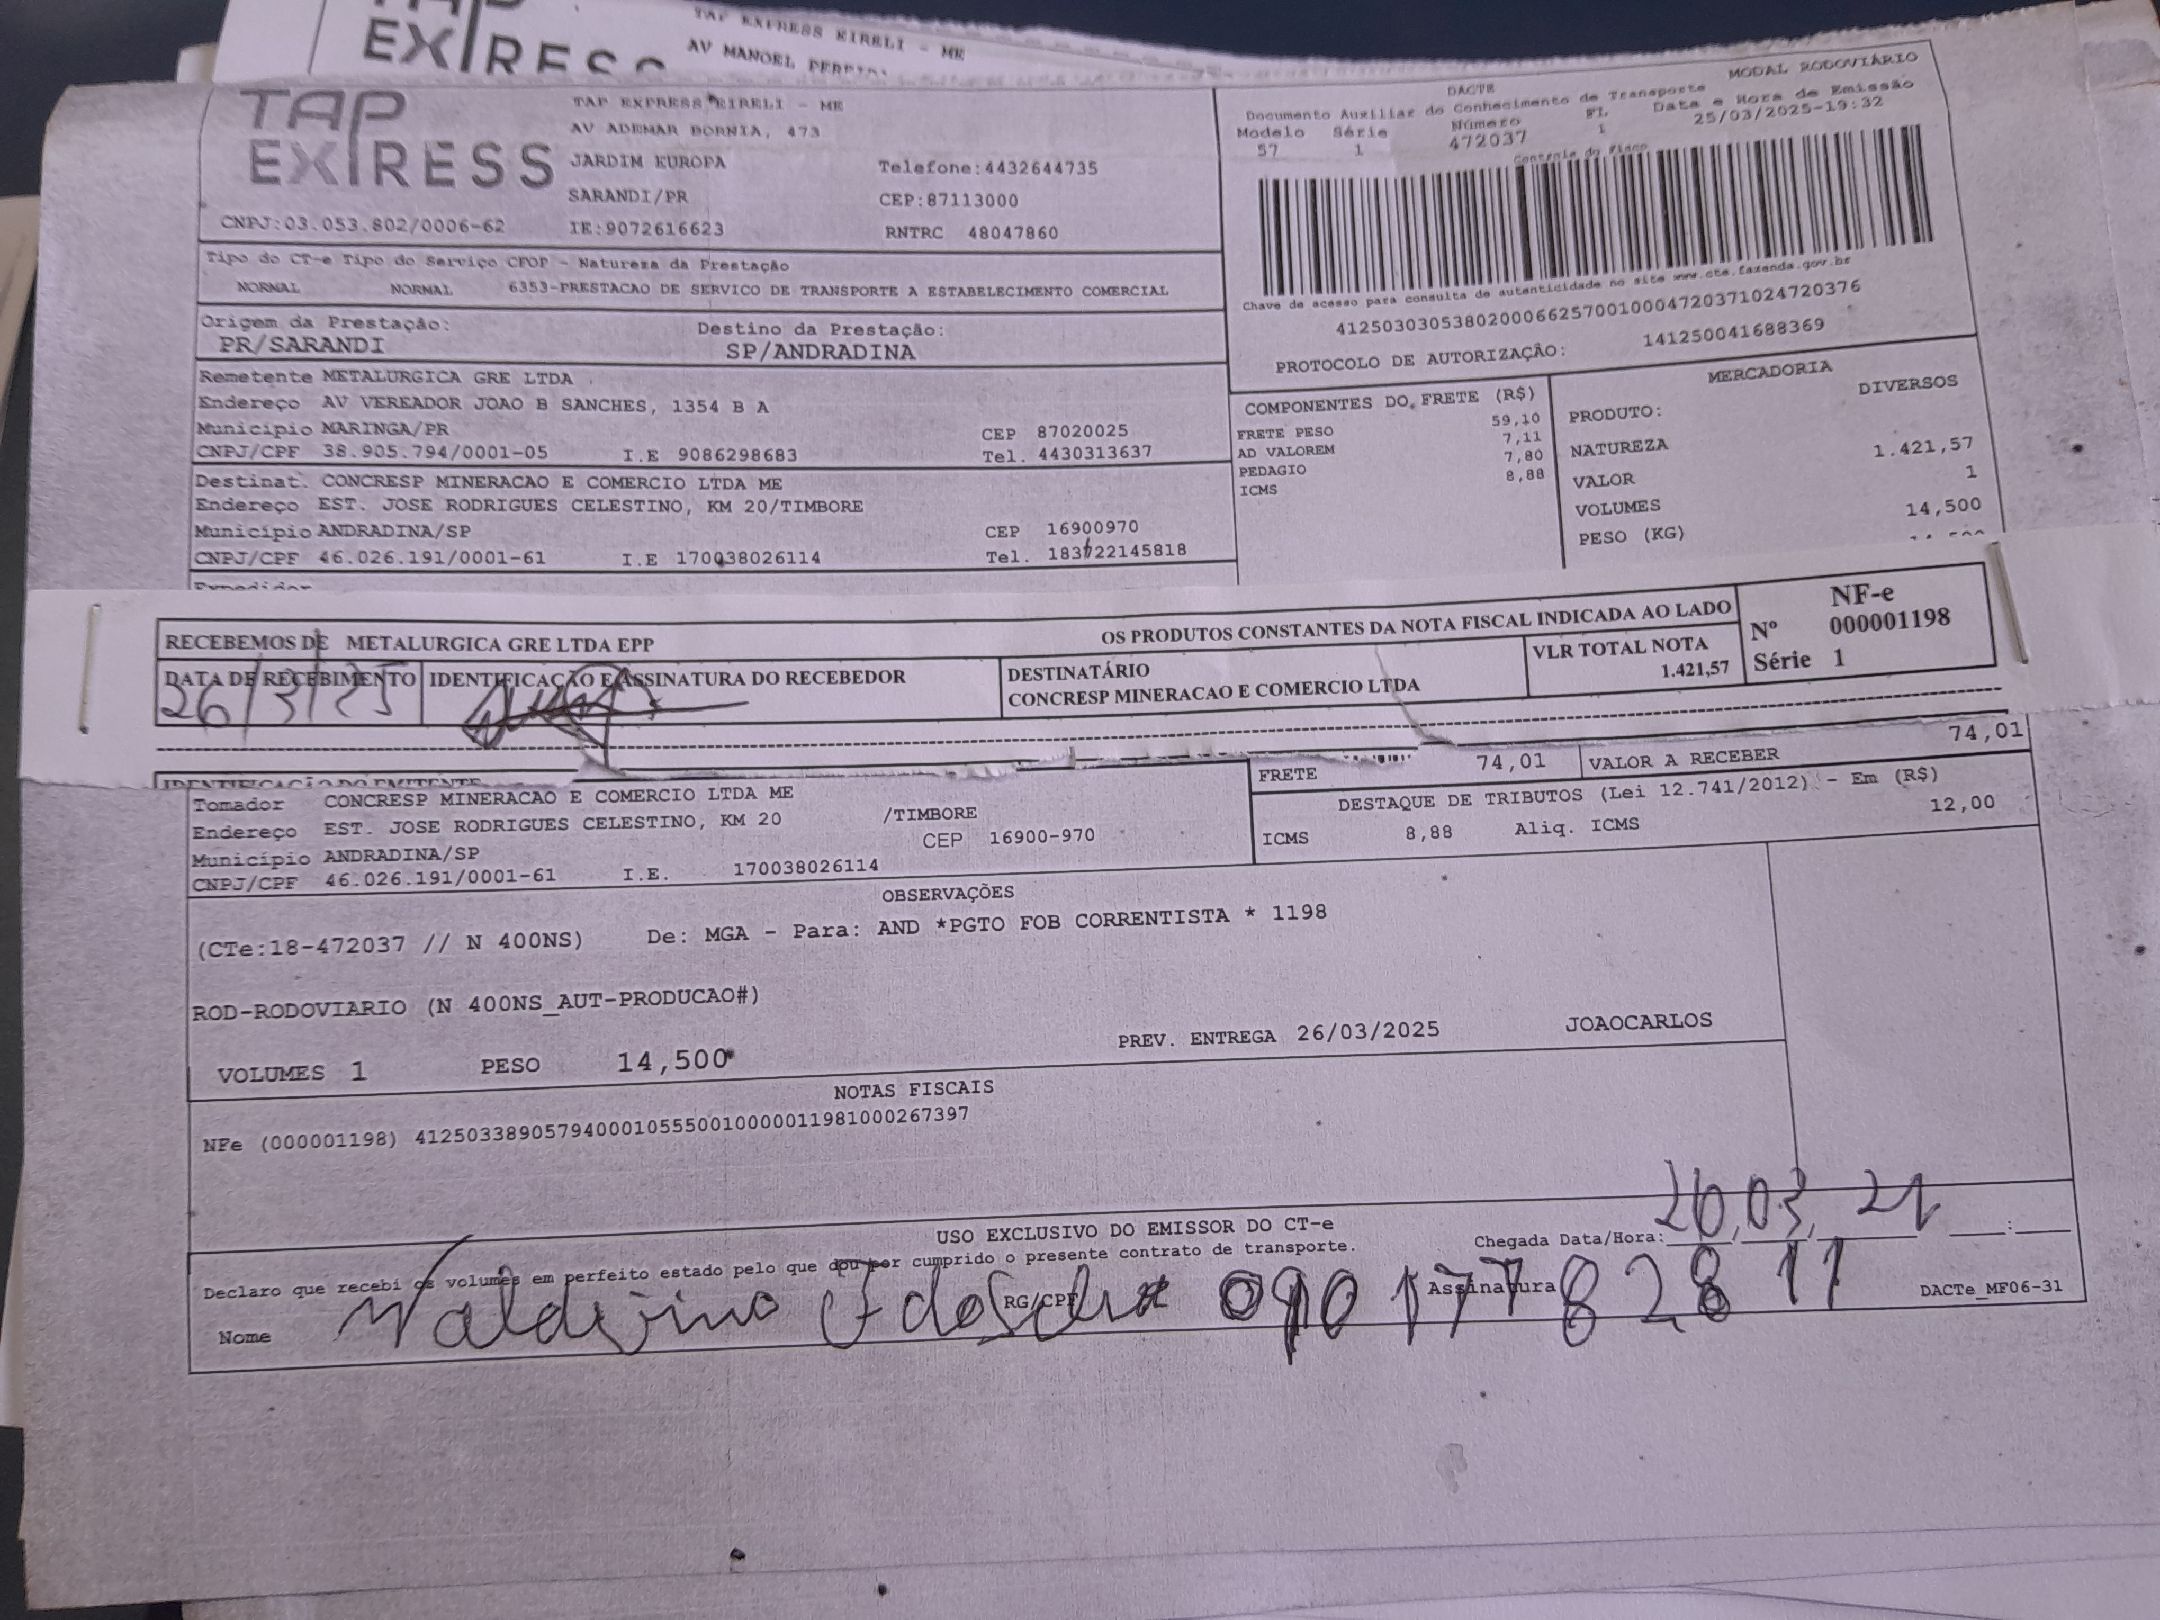 EXPRESS
TAP EXPRESS EIRELI - ME
AV MANOEL
TAP
EXPRESS
TAP EXPRESS EIRELI - ME
AV ADEMAR BORNIA, 473
JARDIM EUROPA
Telefone:4432644735
SARANDI/PR
CEP:87113000
CNPJ:03.053.802/0006-62
IE:9072616623
RNTRC 48047860
DACTE
MODAL RODOVIÁRIO
Documento Auxiliar do Conhecimento de Transporte
Modelo Série Número FL Data e Hora de Emissão
57 1 472037 1 25/03/2025-19:32
Controle do Fisco
Chave de acesso para consulta de autenticidade no site www.cte.fazenda.gov.br
41250303053802000662570010004720371024720376
PROTOCOLO DE AUTORIZAÇÃO: 141250041688369
Tipo do CT-e Tipo do Serviço CFOP - Natureza da Prestação
NORMAL NORMAL 6353-PRESTACAO DE SERVICO DE TRANSPORTE A ESTABELECIMENTO COMERCIAL
Origem da Prestação: Destino da Prestação:
PR/SARANDI SP/ANDRADINA
Remetente METALURGICA GRE LTDA
Endereço AV VEREADOR JOAO B SANCHES, 1354 B A
Município MARINGA/PR CEP 87020025
CNPJ/CPF 38.905.794/0001-05 I.E 9086298683 Tel. 4430313637
Destinat. CONCRESP MINERACAO E COMERCIO LTDA ME
Endereço EST. JOSE RODRIGUES CELESTINO, KM 20/TIMBORE
Município ANDRADINA/SP CEP 16900970
CNPJ/CPF 46.026.191/0001-61 I.E 170038026114 Tel. 183722145818
Expedidor
COMPONENTES DO FRETE (R$)
FRETE PESO 59,10
AD VALOREM 7,11
PEDAGIO 7,80
ICMS 8,88
MERCADORIA
PRODUTO: DIVERSOS
NATUREZA
VALOR 1.421,57
VOLUMES 1
PESO (KG) 14,500
RECEBEMOS DE METALURGICA GRE LTDA EPP OS PRODUTOS CONSTANTES DA NOTA FISCAL INDICADA AO LADO
DATA DE RECEBIMENTO
26/3/25
IDENTIFICAÇÃO E ASSINATURA DO RECEBEDOR
DESTINATÁRIO
CONCRESP MINERACAO E COMERCIO LTDA
VLR TOTAL NOTA
1.421,57
NF-e
Nº 000001198
Série 1
IDENTIFICAÇÃO DO EMITENTE
FRETE 74,01 VALOR A RECEBER 74,01
Tomador CONCRESP MINERACAO E COMERCIO LTDA ME
Endereço EST. JOSE RODRIGUES CELESTINO, KM 20 /TIMBORE
Município ANDRADINA/SP CEP 16900-970
CNPJ/CPF 46.026.191/0001-61 I.E. 170038026114
DESTAQUE DE TRIBUTOS (Lei 12.741/2012) - Em (R$)
ICMS 8,88 Aliq. ICMS 12,00
OBSERVAÇÕES
(CTe:18-472037 // N 400NS) De: MGA - Para: AND *PGTO FOB CORRENTISTA * 1198
ROD-RODOVIARIO (N 400NS_AUT-PRODUCAO#)
PREV. ENTREGA 26/03/2025 JOAOCARLOS
VOLUMES 1 PESO 14,500
NOTAS FISCAIS
NFe (000001198) 41250338905794000105550010000011981000267397
USO EXCLUSIVO DO EMISSOR DO CT-e
Declaro que recebi os volumes em perfeito estado pelo que dou por cumprido o presente contrato de transporte.
Chegada Data/Hora: 26/03/ :
Nome Valdivino RG/CPF 090177 82811 Assinatura
DACTe_MF06-31